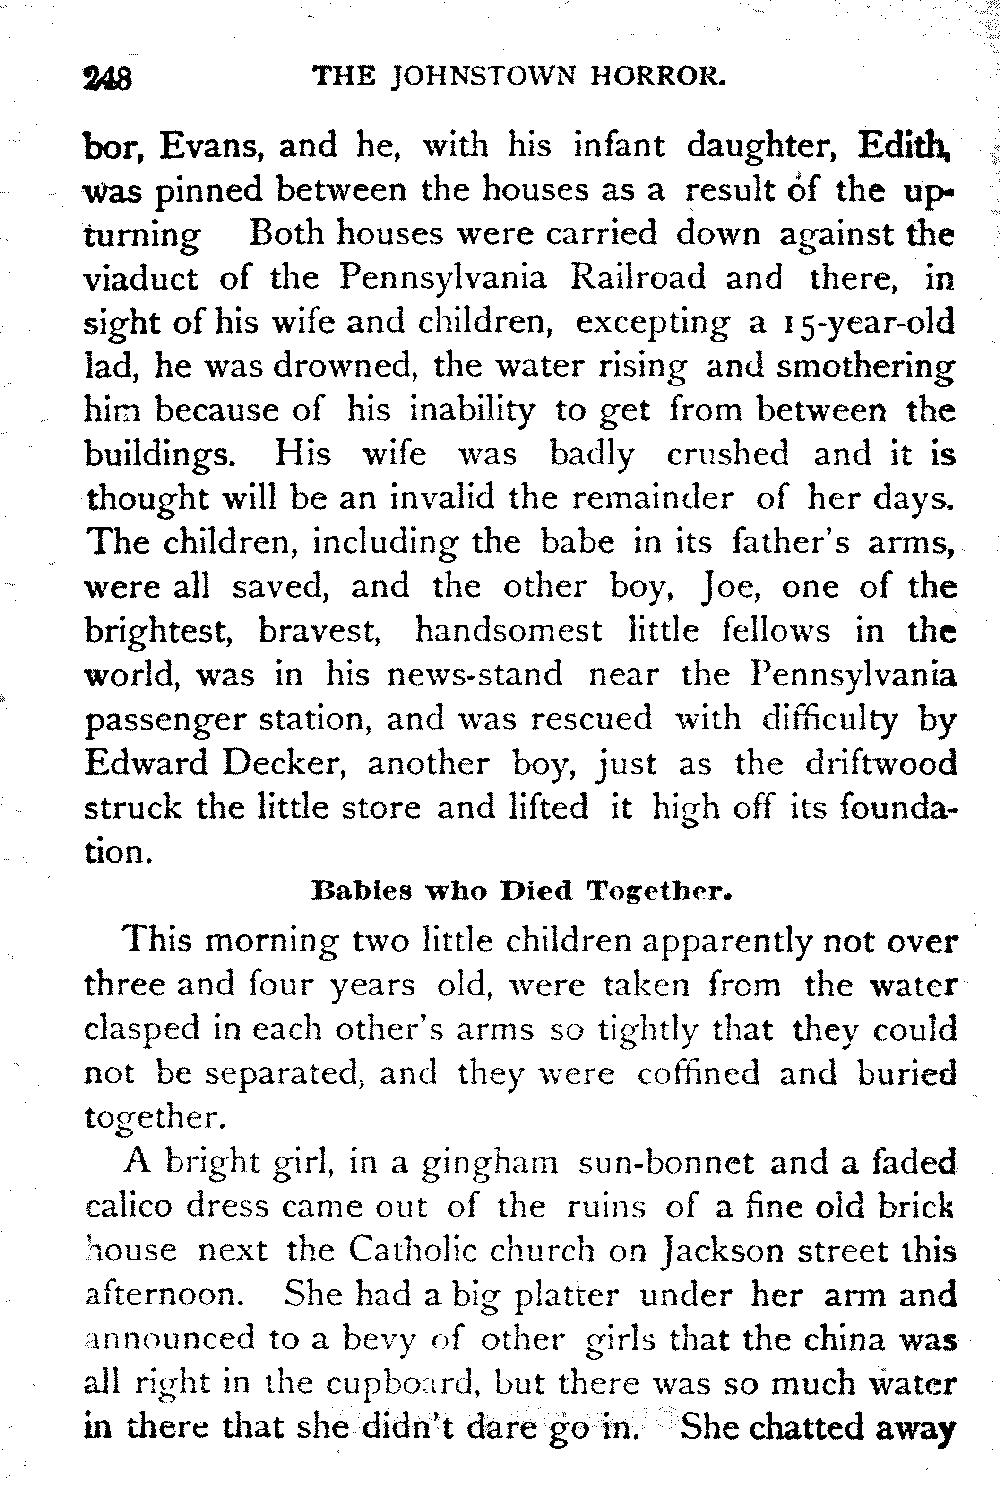 248 THE JOHNSTOWN HORROR.
bor, Evans, and he, with his infant daughter, Edith,
was pinned between the houses as a result of the up-
turning Both houses were carried down against the
viaduct of the Pennsylvania Railroad and there, in
sight of his wife and children, excepting a 15-year-old
lad, he was drowned, the water rising and smothering
him because of his inability to get from between the
buildings. His wife was badly crushed and it is
thought will be an invalid the remainder of her days.
The children, including the babe in its father's arms,
were all saved, and the other boy, Joe, one of the
brightest, bravest, handsomest little fellows in the
world, was in his news-stand near the Pennsylvania
passenger station, and was rescued with difficulty by
Edward Decker, another boy, just as the driftwood
struck the little store and lifted it high off its founda-
tion.
Babies who Died Together.
This morning two little children apparently not over
three and four years old, were taken from the water
clasped in each other's arms so tightly that they could
not be separated, and they were coffined and buried
together.
A bright girl, in a gingham sun-bonnet and a faded
calico dress came out of the ruins of a fine old brick
house next the Catholic church on Jackson street this
afternoon. She had a big platter under her arm and
announced to a bevy of other girls that the china was
all right in the cupboard, but there was so much water
in there that she didn't dare go in. She chatted away